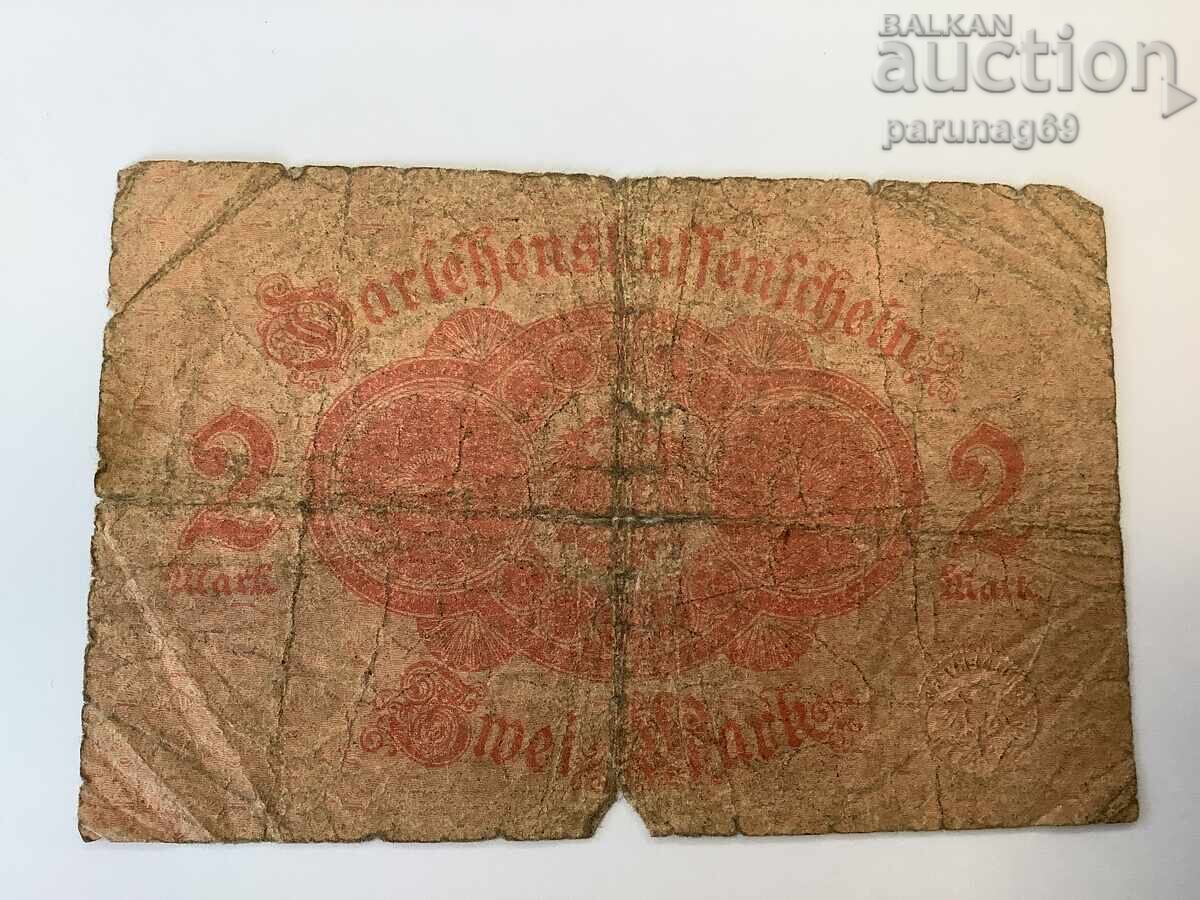 BALKAN
auction
parunag69
Darlehenskassenschein
2
Mark
2
Mark
Zwei Mark